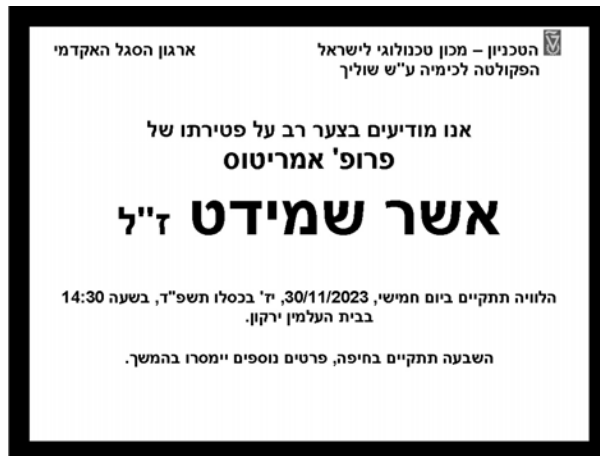 הטכניון – מכון טכנולוגי לישראל
ארגון הסגל האקדמי
הפקולטה לכימיה ע"ש שוליך
אנו מודיעים בצער רב על פטירתו של
פרופ' אמריטוס
אשר שמידט ז"ל
הלוויה תתקיים ביום חמישי, 30/11/2023, יז' בכסלו תשפ"ד, בשעה 14:30
בבית העלמין ירקון.
השבעה תתקיים בחיפה, פרטים נוספים יימסרו בהמשך.